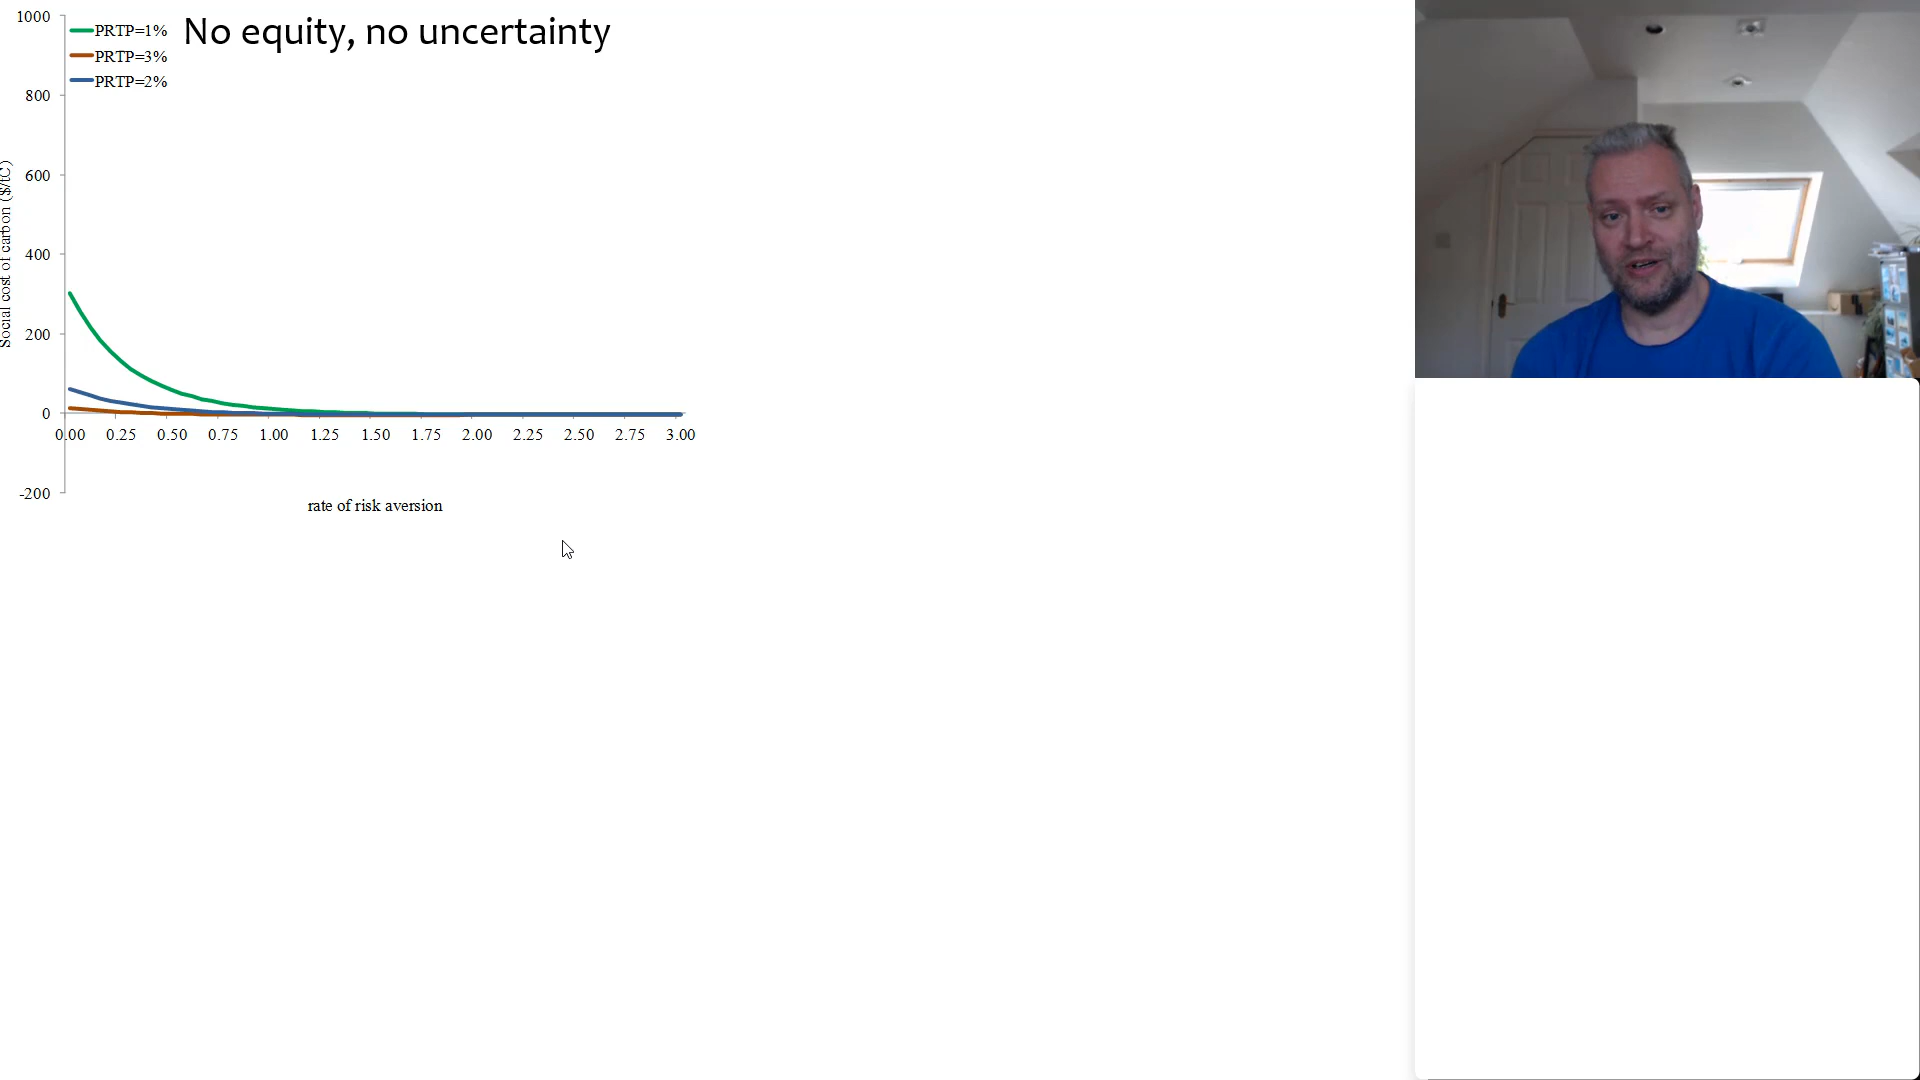 No equity, no uncertainty
PRTP=1%
PRTP=3%
PRTP=2%
1000
800
600
400
200
0
-200
Social cost of carbon ($/tC)
0.00 0.25 0.50 0.75 1.00 1.25 1.50 1.75 2.00 2.25 2.50 2.75 3.00
rate of risk aversion